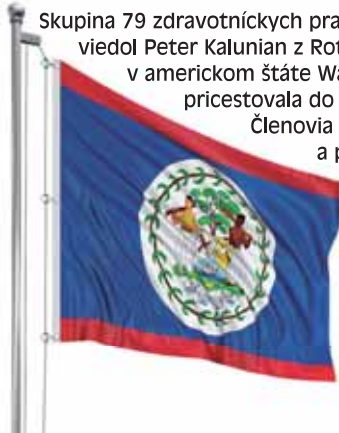 Skupina 79 zdravotníckych pra
viedol Peter Kalunian z Rot
v americkom štáte Wa
pricestovala do
Členovia
a p